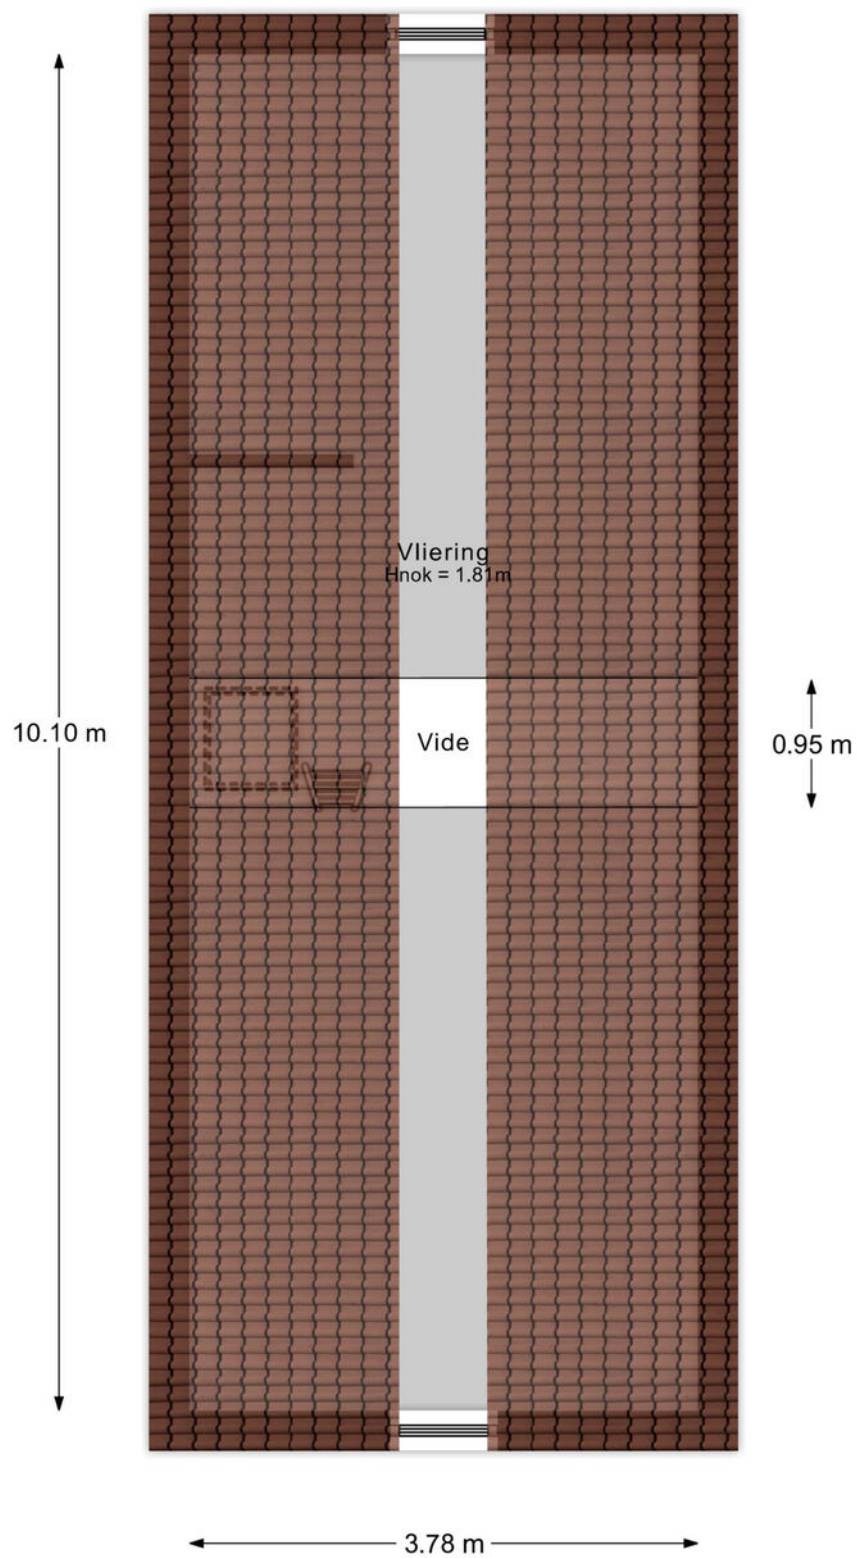 Vliering
Hnok = 1.81m
10.10 m
Vide
0.95 m
3.78 m